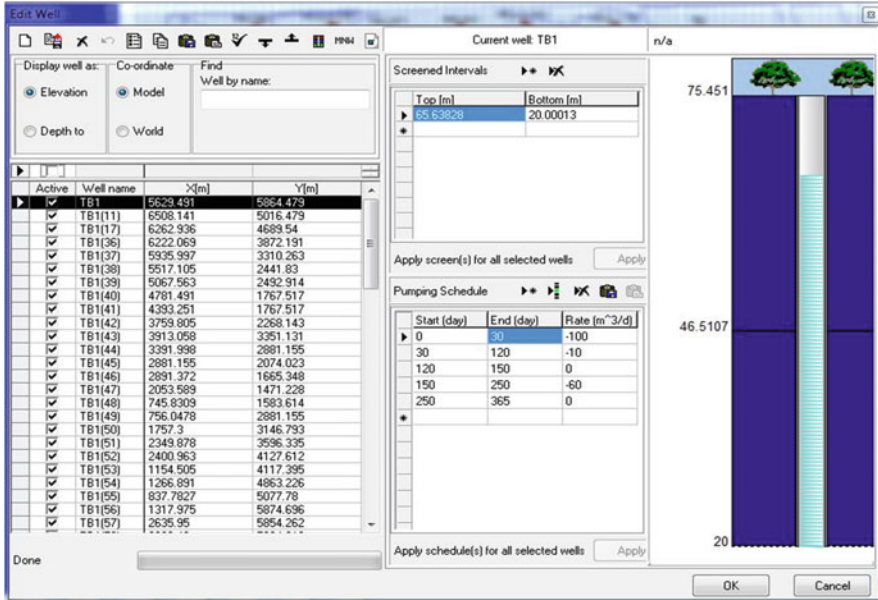 Edit Well
MNW
Current well: TB1
n/a
Display well as:
Elevation
Depth to
Co-ordinate
Model
World
Find
Well by name:
Active Well name X[m] Y[m]
TB1 5629.491 5864.479
TB1(11) 6508.141 5016.479
TB1(17) 6262.936 4689.54
TB1(36) 6222.069 3872.191
TB1(37) 5935.997 3310.263
TB1(38) 5517.105 2441.83
TB1(39) 5067.563 2492.914
TB1(40) 4781.491 1767.517
TB1(41) 4393.251 1767.517
TB1(42) 3759.805 2268.143
TB1(43) 3913.058 3351.131
TB1(44) 3391.998 2881.155
TB1(45) 2881.155 2074.023
TB1(46) 2891.372 1665.348
TB1(47) 2053.589 1471.228
TB1(48) 745.8309 1583.614
TB1(49) 756.0478 2881.155
TB1(50) 1757.3 3146.793
TB1(51) 2349.878 3596.335
TB1(52) 2400.963 4127.612
TB1(53) 1154.505 4117.395
TB1(54) 1266.891 4863.226
TB1(55) 837.7827 5077.78
TB1(56) 1317.975 5874.696
TB1(57) 2635.95 5854.262
Done
Screened Intervals
Top [m] Bottom [m]
65.63828 20.00013
Apply screen(s) for all selected wells Apply
Pumping Schedule
Start (day) End (day) Rate (m^3/d)
0 30 -100
30 120 -10
120 150 0
150 250 -60
250 365 0
Apply schedule(s) for all selected wells Apply
75.451
46.5107
20
OK Cancel